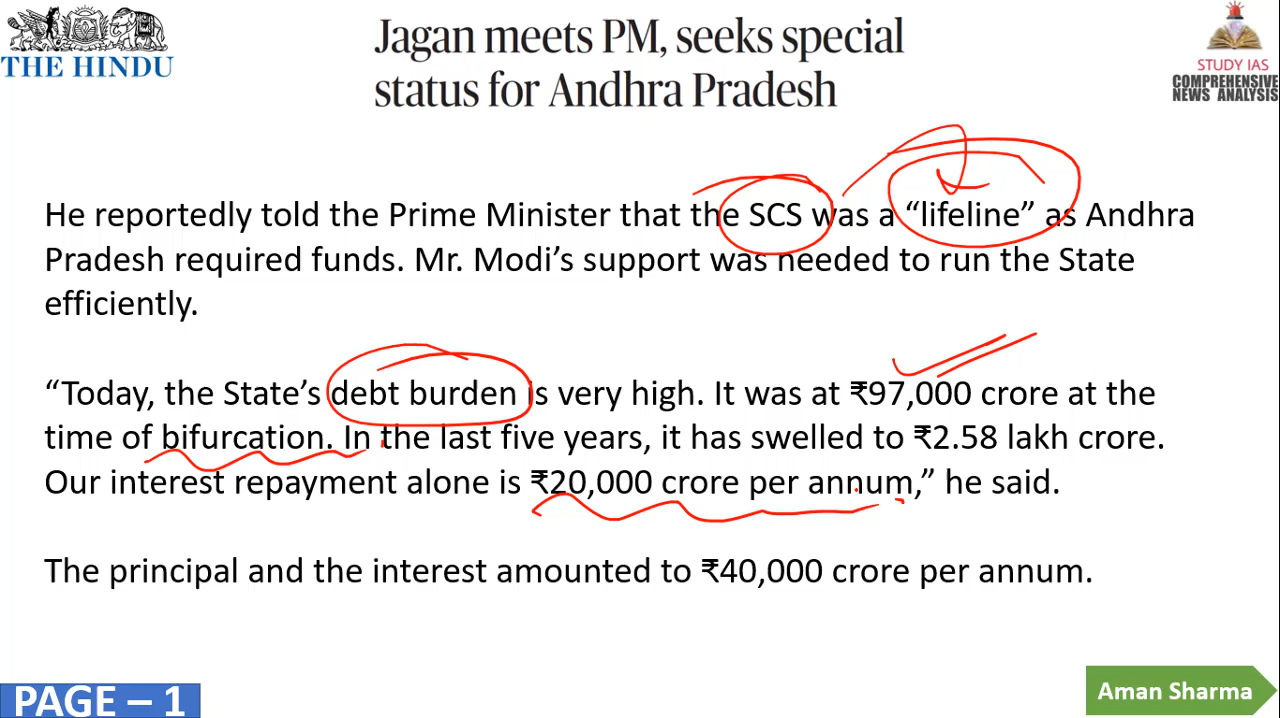 THE HINDU
Jagan meets PM, seeks special
status for Andhra Pradesh
STUDY IAS
COMPREHENSIVE
NEWS ANALYSIS
He reportedly told the Prime Minister that the SCS was a “lifeline” as Andhra
Pradesh required funds. Mr. Modi’s support was needed to run the State
efficiently.
“Today, the State’s debt burden is very high. It was at ₹97,000 crore at the
time of bifurcation. In the last five years, it has swelled to ₹2.58 lakh crore.
Our interest repayment alone is ₹20,000 crore per annum,” he said.
The principal and the interest amounted to ₹40,000 crore per annum.
PAGE – 1
Aman Sharma